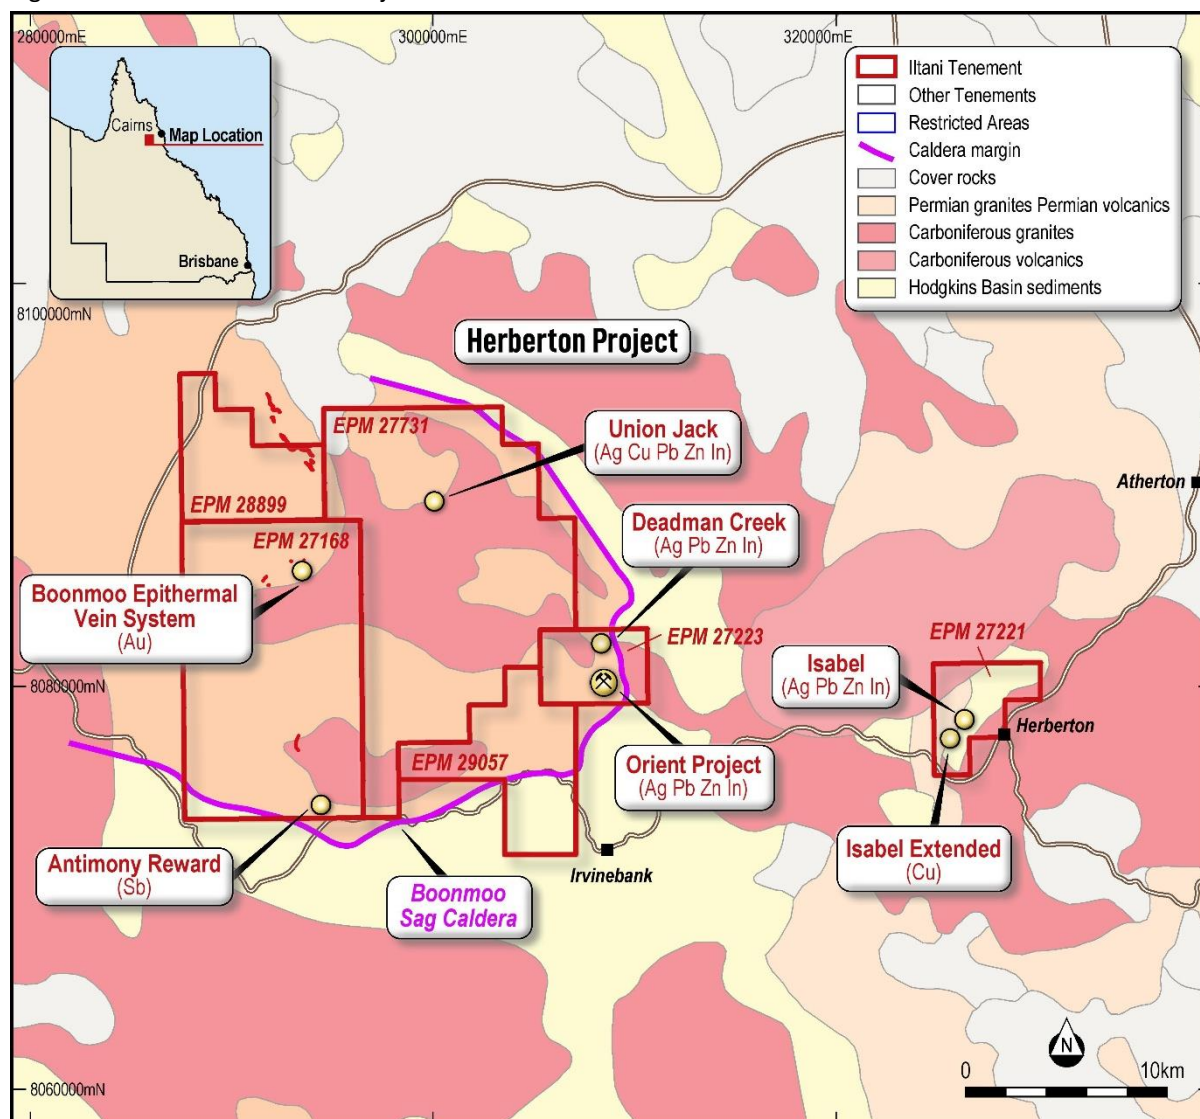 280000mE
300000mE
320000mE
Cairns
Map Location
Brisbane
Iltani Tenement
Other Tenements
Restricted Areas
Caldera margin
Cover rocks
Permian granites Permian volcanics
Carboniferous granites
Carboniferous volcanics
Hodgkins Basin sediments
8100000mN
Herberton Project
EPM 27731
Union Jack
(Ag Cu Pb Zn In)
Atherton
EPM 28899
Deadman Creek
(Ag Pb Zn In)
EPM 27168
Boonmoo Epithermal
Vein System
(Au)
EPM 27223
EPM 27221
Isabel
(Ag Pb Zn In)
8080000mN
Herberton
EPM 29057
Orient Project
(Ag Pb Zn In)
Antimony Reward
(Sb)
Isabel Extended
(Cu)
Irvinebank
Boonmoo
Sag Caldera
N
0
10km
8060000mN